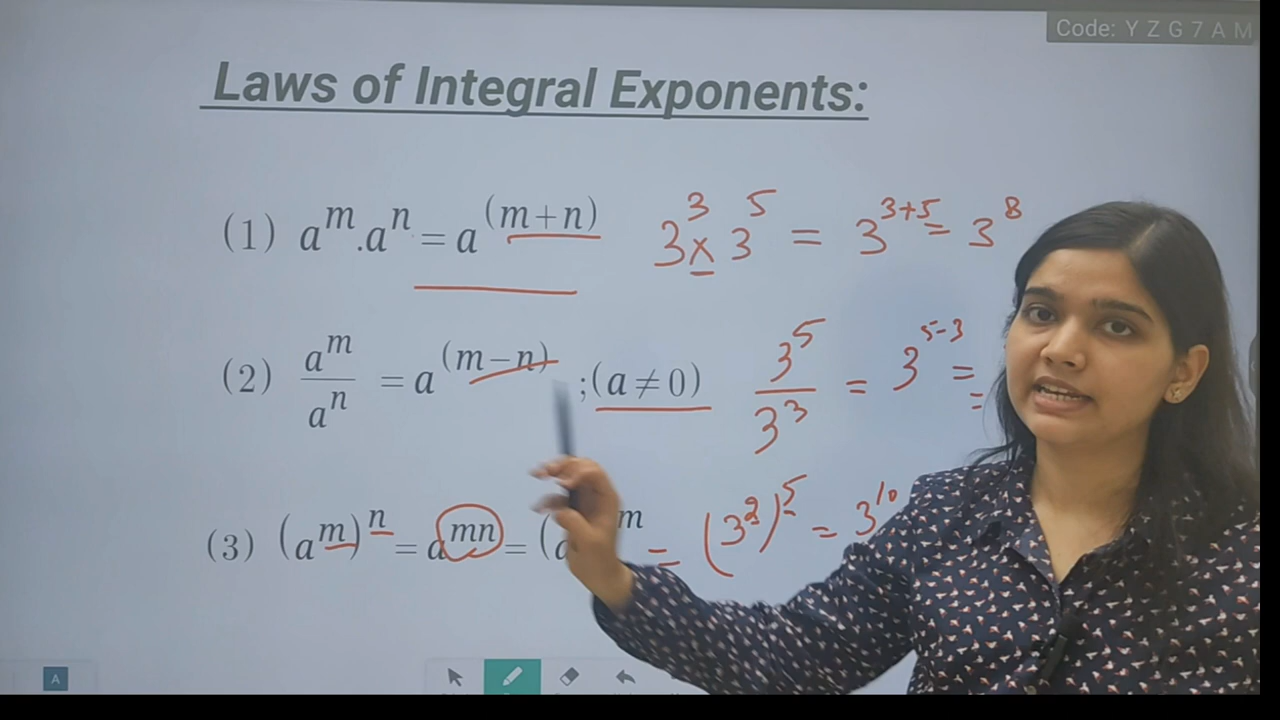 Code: Y Z G 7 A M
Laws of Integral Exponents:
(1) a^m . a^n = a^(m+n) 3^3 × 3^5 = 3^(3+5) = 3^8
(2) a^m / a^n = a^(m−n) ; (a ≠ 0) 3^5 / 3^3 = 3^(5-3) = =
(3) (a^m)^n = a^mn = (a m = (3^2)^5 = 3^10
A